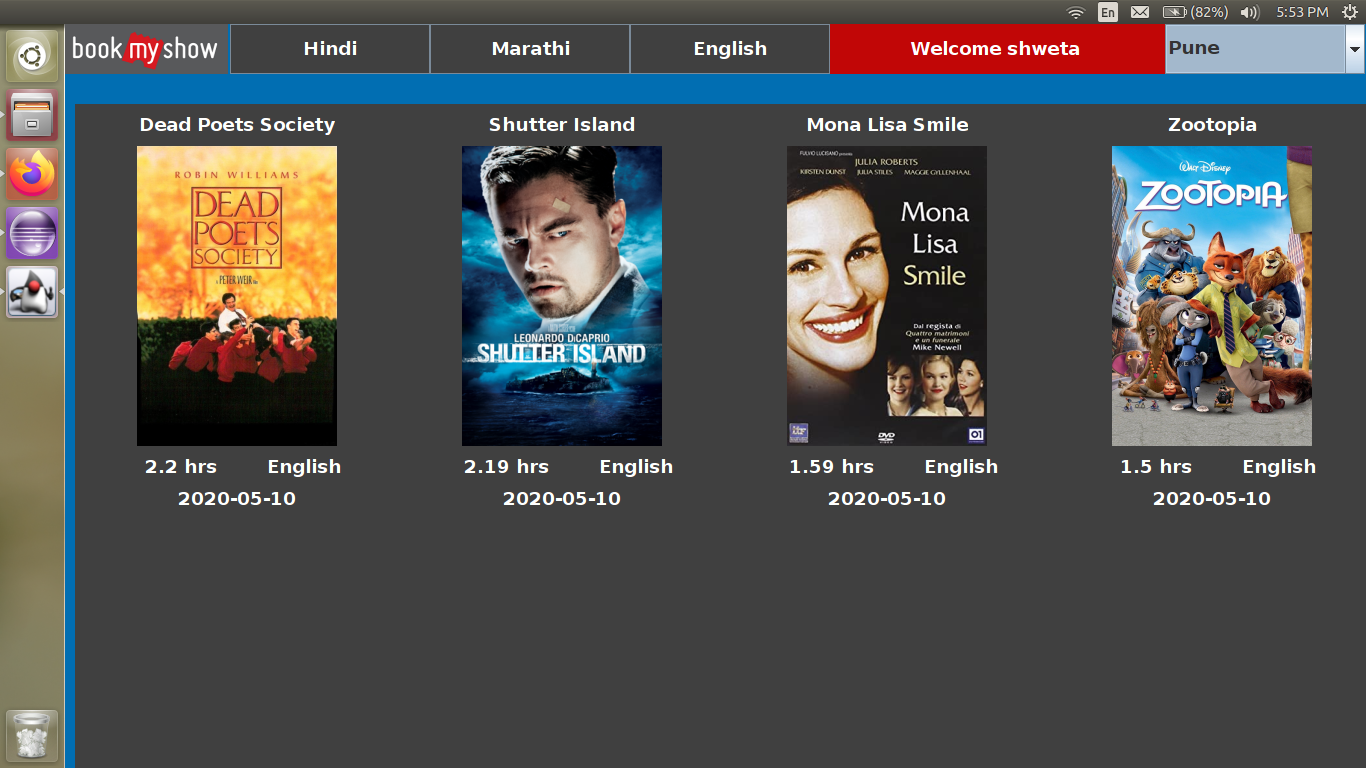 En (82%) 5:53 PM
book my show Hindi Marathi English Welcome shweta Pune
Dead Poets Society Shutter Island Mona Lisa Smile Zootopia
ROBIN WILLIAMS
DEAD
POETS
SOCIETY
PETER WEIR
LEONARDO DiCAPRIO
SHUTTER ISLAND
FULVIO LUCISANO
JULIA ROBERTS
KIRSTEN DUNST JULIA STILES MAGGIE GYLLENHAAL
Mona
Lisa
Smile
Dal regista di
Quattro matrimoni
e un funerale
Mike Newell
DVD
01
WALT DISNEY
ZOOTOPIA
2.2 hrs English 2.19 hrs English 1.59 hrs English 1.5 hrs English
2020-05-10 2020-05-10 2020-05-10 2020-05-10